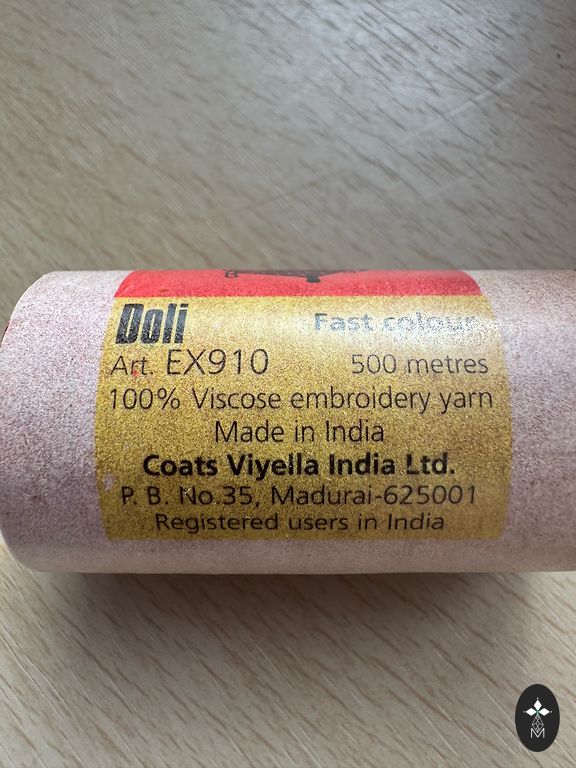 Doli Fast colour
Art. EX910 500 metres
100% Viscose embroidery yarn
Made in India
Coats Viyella India Ltd.
P. B. No.35, Madurai-625001
Registered users in India
M